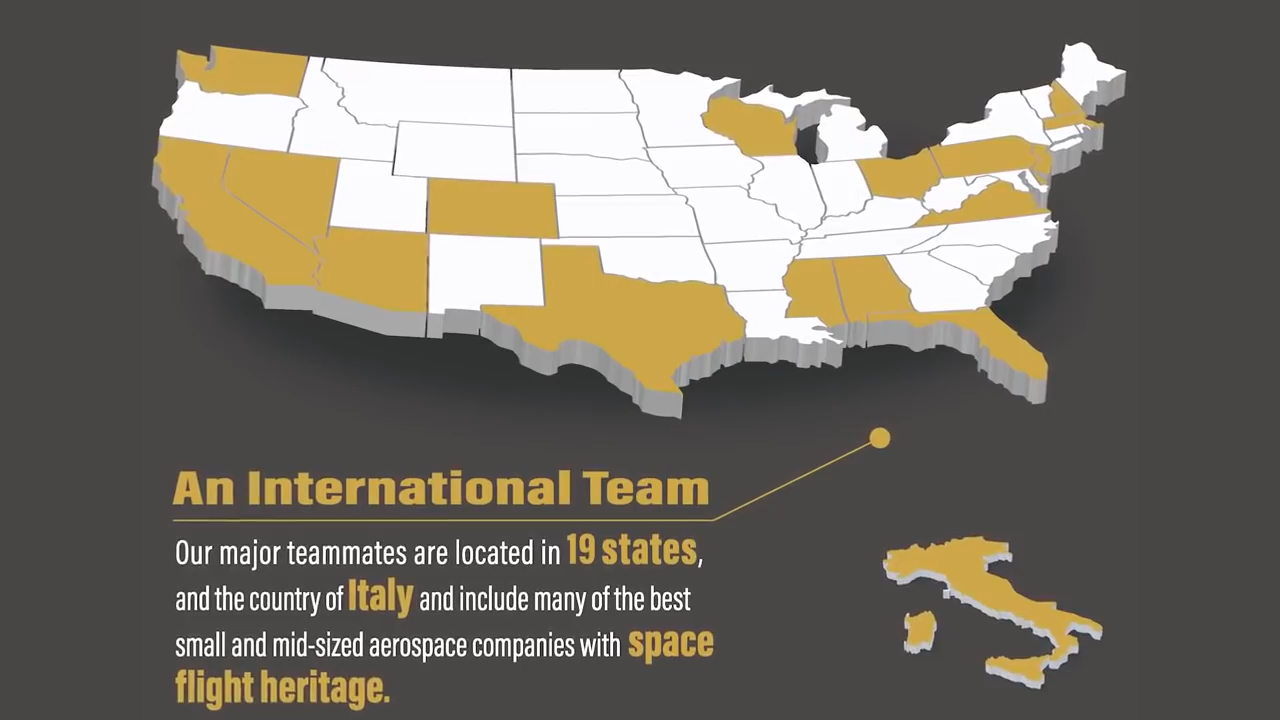 An International Team
Our major teammates are located in 19 states,
and the country of Italy and include many of the best
small and mid-sized aerospace companies with space
flight heritage.